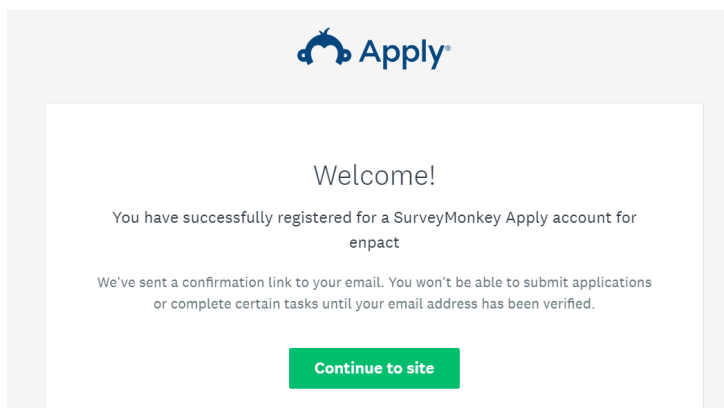 Apply®
Welcome!
You have successfully registered for a SurveyMonkey Apply account for
enpact
We've sent a confirmation link to your email. You won't be able to submit applications
or complete certain tasks until your email address has been verified.
Continue to site